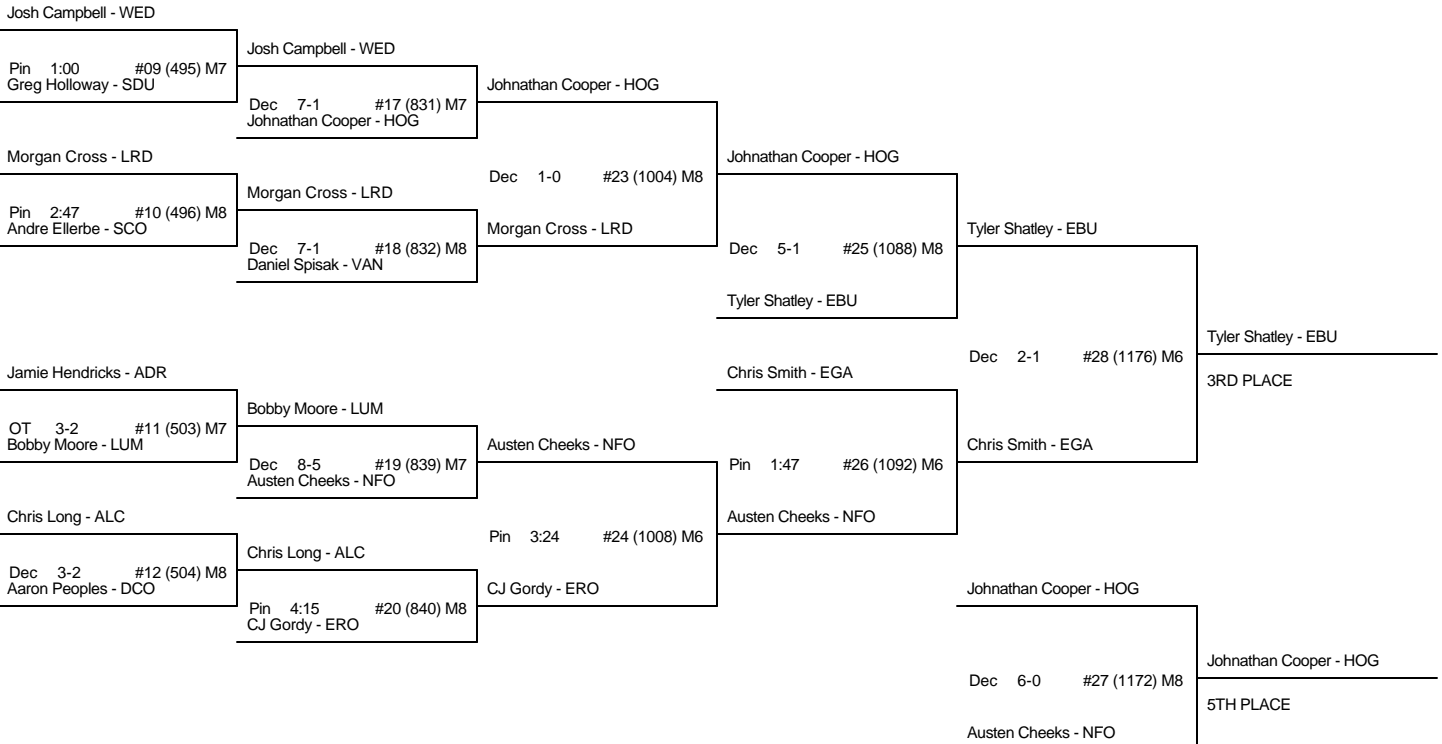 Josh Campbell - WED
Pin 1:00 #09 (495) M7
Greg Holloway - SDU
Morgan Cross - LRD
Pin 2:47 #10 (496) M8
Andre Ellerbe - SCO
Jamie Hendricks - ADR
OT 3-2 #11 (503) M7
Bobby Moore - LUM
Chris Long - ALC
Dec 3-2 #12 (504) M8
Aaron Peoples - DCO
Josh Campbell - WED
Dec 7-1 #17 (831) M7
Johnathan Cooper - HOG
Morgan Cross - LRD
Dec 7-1 #18 (832) M8
Daniel Spisak - VAN
Bobby Moore - LUM
Dec 8-5 #19 (839) M7
Austen Cheeks - NFO
Chris Long - ALC
Pin 4:15 #20 (840) M8
CJ Gordy - ERO
Johnathan Cooper - HOG
Dec 1-0 #23 (1004) M8
Morgan Cross - LRD
Austen Cheeks - NFO
Pin 3:24 #24 (1008) M6
CJ Gordy - ERO
Johnathan Cooper - HOG
Dec 5-1 #25 (1088) M8
Tyler Shatley - EBU
Chris Smith - EGA
Pin 1:47 #26 (1092) M6
Austen Cheeks - NFO
Tyler Shatley - EBU
Dec 2-1 #28 (1176) M6
Chris Smith - EGA
Tyler Shatley - EBU
3RD PLACE
Johnathan Cooper - HOG
Dec 6-0 #27 (1172) M8
Austen Cheeks - NFO
Johnathan Cooper - HOG
5TH PLACE